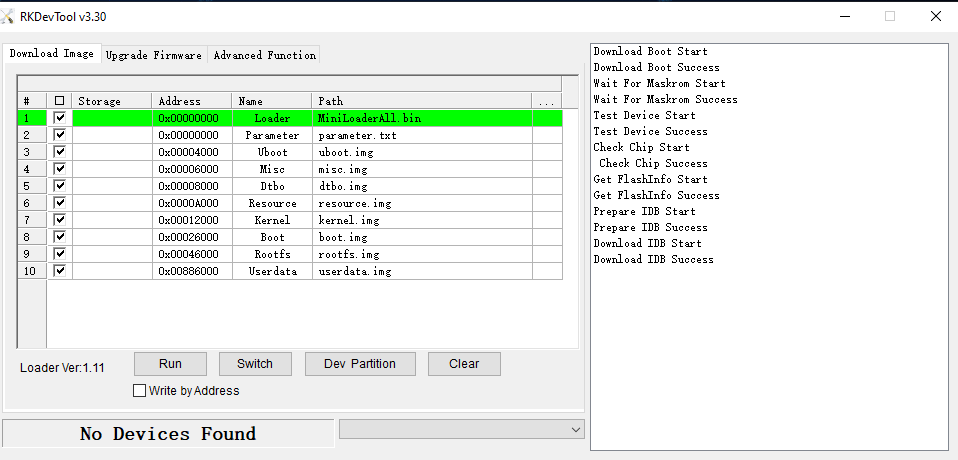 RKDevTool v3.30
Download Image Upgrade Firmware Advanced Function
# Storage Address Name Path ...
1 0x00000000 Loader MiniLoaderAll.bin
2 0x00000000 Parameter parameter.txt
3 0x00004000 Uboot uboot.img
4 0x00006000 Misc misc.img
5 0x00008000 Dtbo dtbo.img
6 0x0000A000 Resource resource.img
7 0x00012000 Kernel kernel.img
8 0x00026000 Boot boot.img
9 0x00046000 Rootfs rootfs.img
10 0x00886000 Userdata userdata.img
Loader Ver:1.11 Run Switch Dev Partition Clear
Write by Address
No Devices Found
Download Boot Start
Download Boot Success
Wait For Maskrom Start
Wait For Maskrom Success
Test Device Start
Test Device Success
Check Chip Start
Check Chip Success
Get FlashInfo Start
Get FlashInfo Success
Prepare IDB Start
Prepare IDB Success
Download IDB Start
Download IDB Success